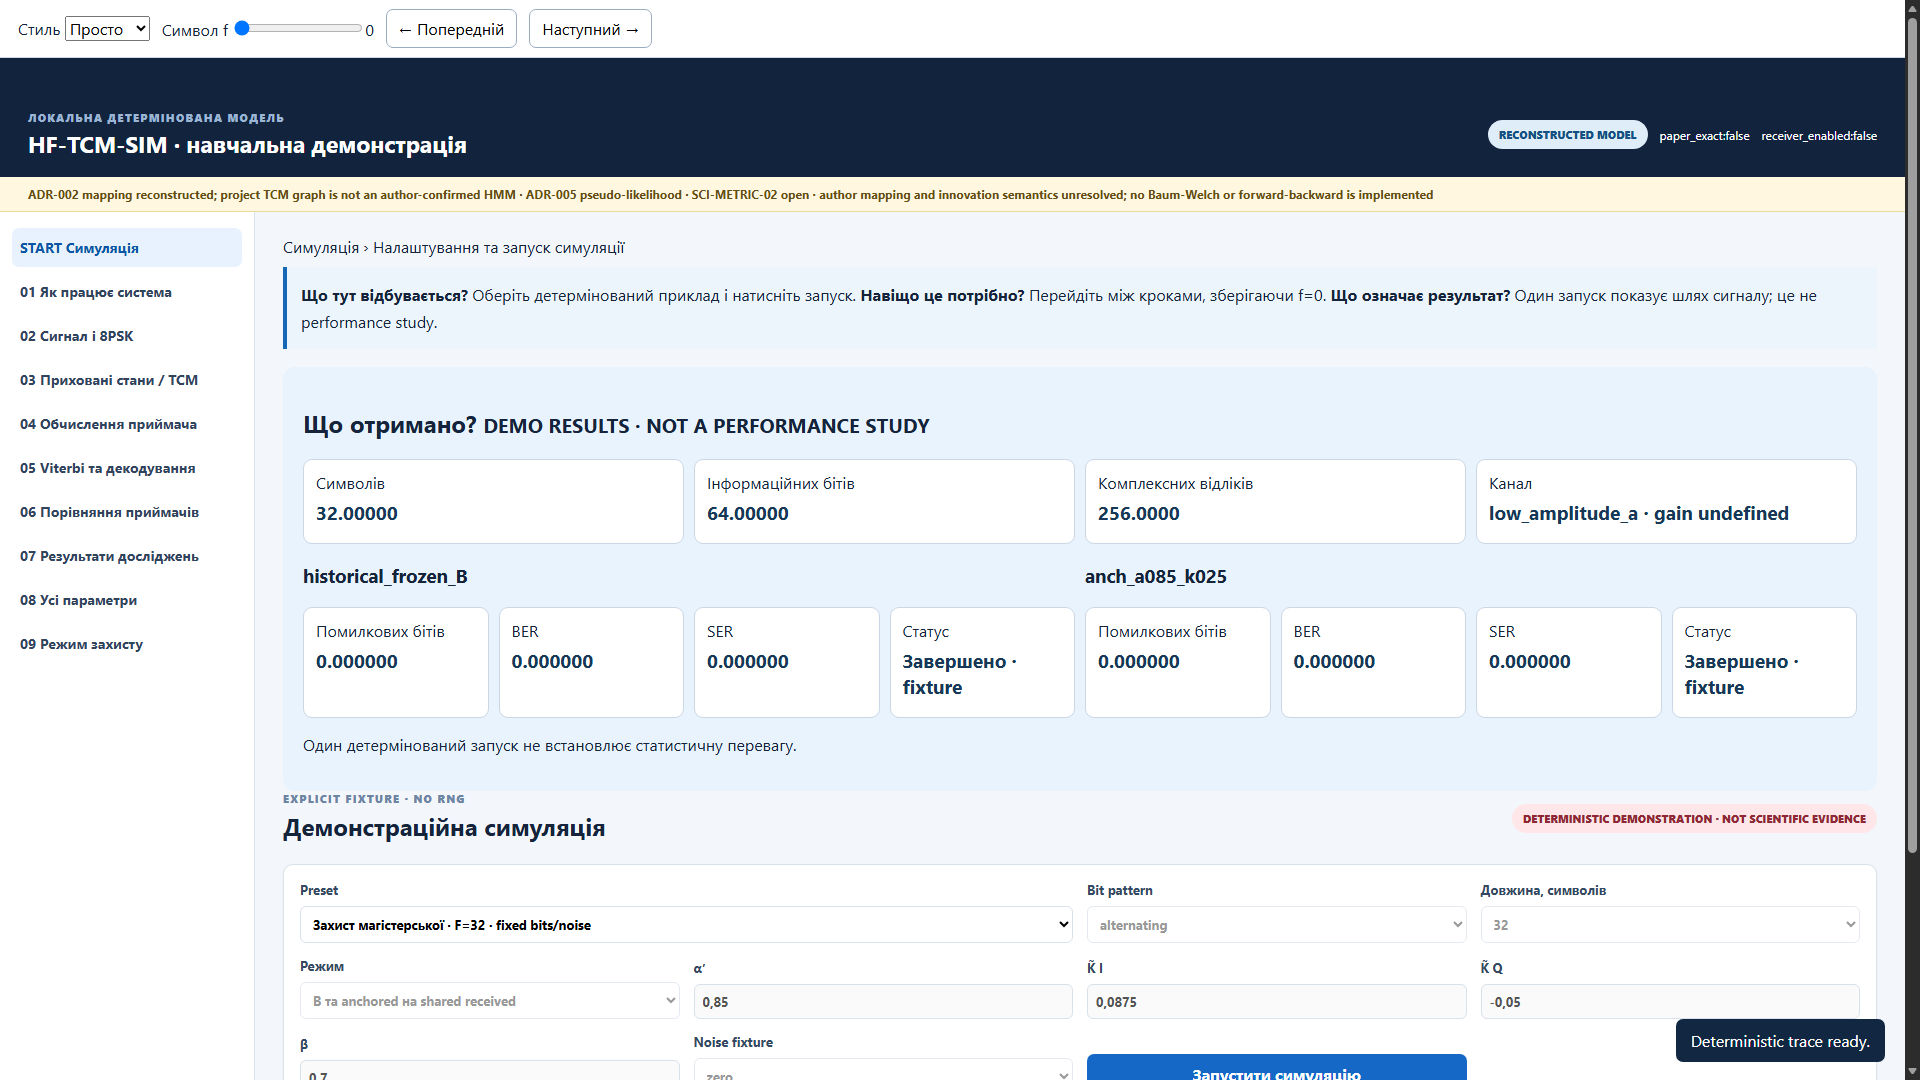 Стиль Просто Символ f 0 ← Попередній Наступний →
ЛОКАЛЬНА ДЕТЕРМІНОВАНА МОДЕЛЬ
HF-TCM-SIM · навчальна демонстрація
RECONSTRUCTED MODEL paper_exact:false receiver_enabled:false
ADR-002 mapping reconstructed; project TCM graph is not an author-confirmed HMM · ADR-005 pseudo-likelihood · SCI-METRIC-02 open · author mapping and innovation semantics unresolved; no Baum-Welch or forward-backward is implemented
START Симуляція
01 Як працює система
02 Сигнал і 8PSK
03 Приховані стани / TCM
04 Обчислення приймача
05 Viterbi та декодування
06 Порівняння приймачів
07 Результати досліджень
08 Усі параметри
09 Режим захисту
Симуляція › Налаштування та запуск симуляції
Що тут відбувається? Оберіть детермінований приклад і натисніть запуск. Навіщо це потрібно? Перейдіть між кроками, зберігаючи f=0. Що означає результат? Один запуск показує шлях сигналу; це не
performance study.
Що отримано? DEMO RESULTS · NOT A PERFORMANCE STUDY
Символів Інформаційних бітів Комплексних відліків Канал
32.00000 64.00000 256.0000 low_amplitude_a · gain undefined
historical_frozen_B anch_a085_k025
Помилкових бітів BER SER Статус Помилкових бітів BER SER Статус
0.000000 0.000000 0.000000 Завершено · 0.000000 0.000000 0.000000 Завершено ·
fixture fixture
Один детермінований запуск не встановлює статистичну перевагу.
EXPLICIT FIXTURE · NO RNG
Демонстраційна симуляція
DETERMINISTIC DEMONSTRATION · NOT SCIENTIFIC EVIDENCE
Preset Bit pattern Довжина, символів
Захист магістерської · F=32 · fixed bits/noise alternating 32
Режим α′ K̃ I K̃ Q
B та anchored на shared received 0,85 0,0875 -0,05
β Noise fixture
0,7 zero Запустити симуляцію
Deterministic trace ready.